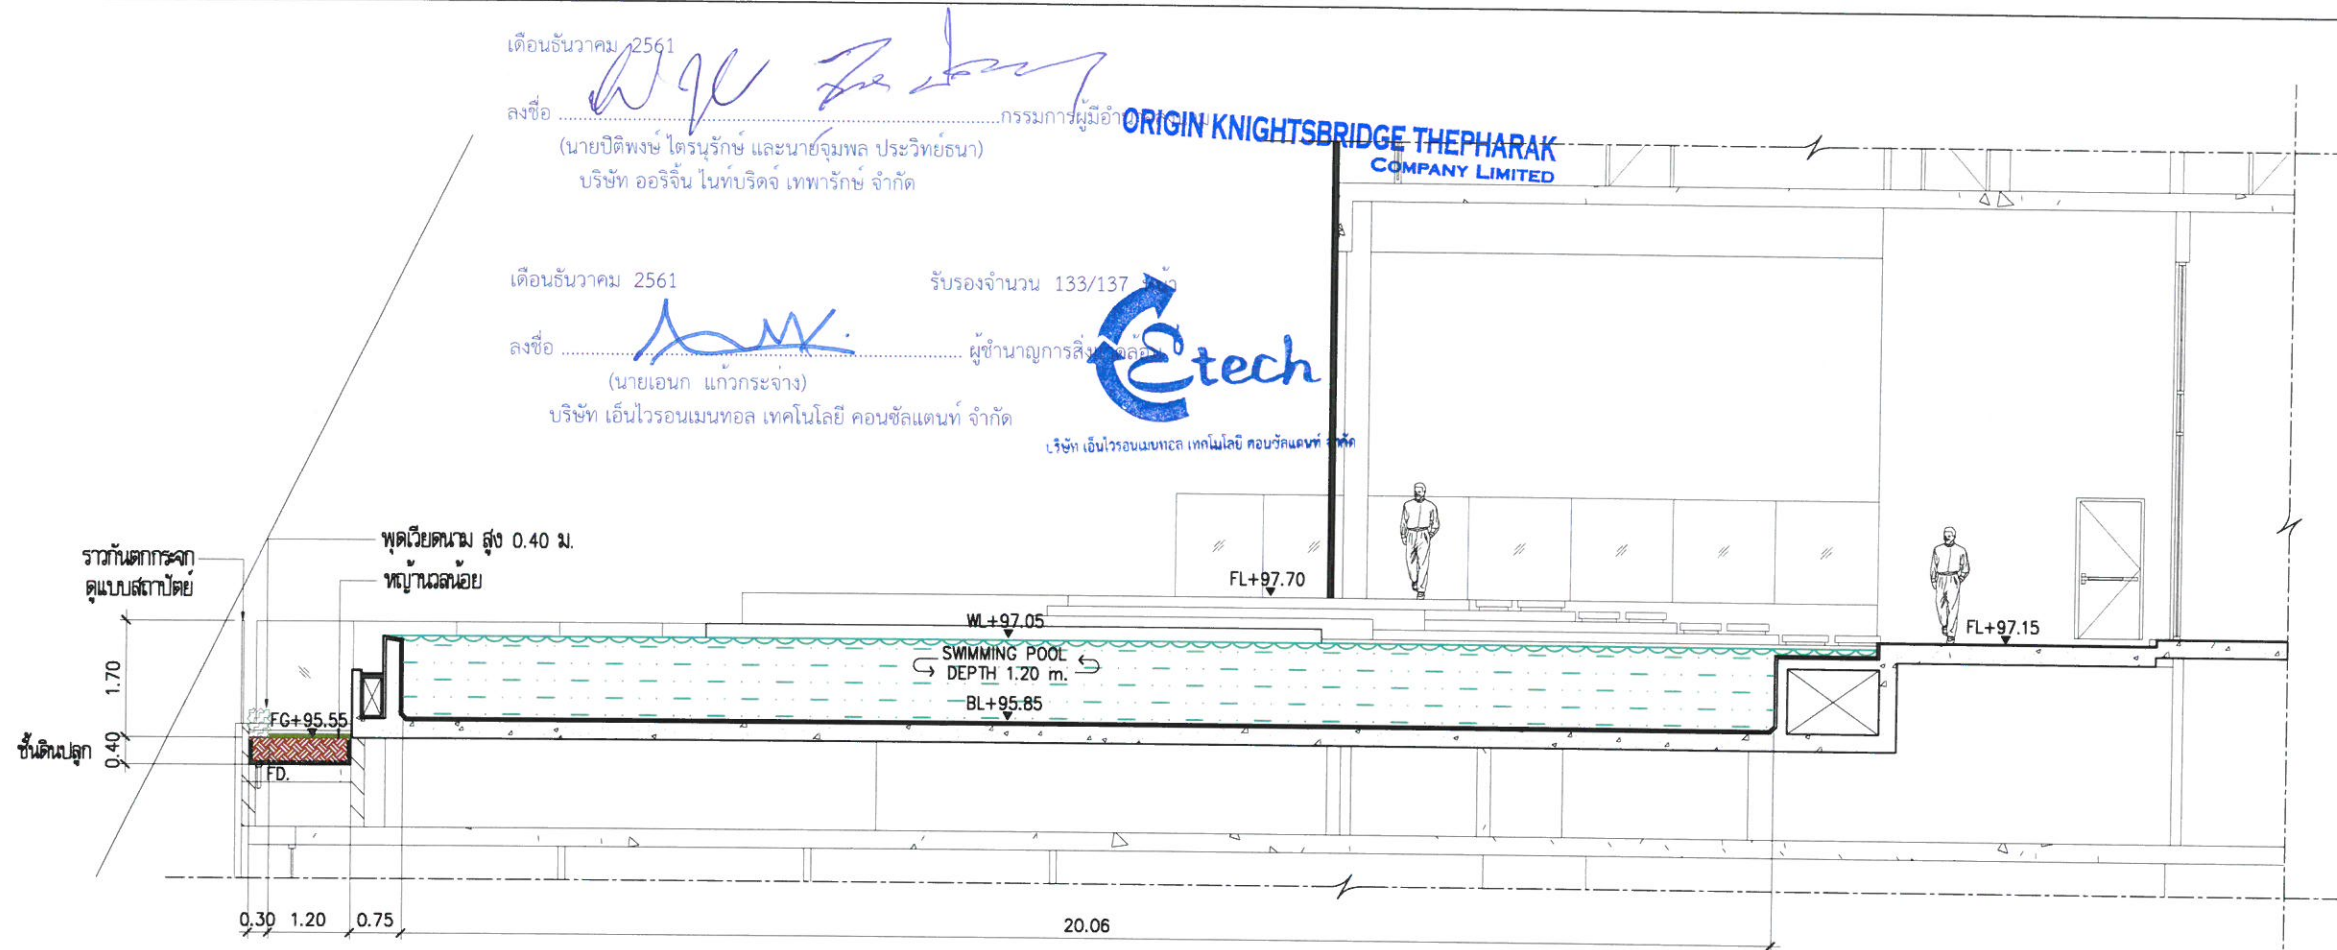 เดือนธันวาคม 2561
ลงชื่อ
กรรมการผู้มีอำนาจลงนาม
ORIGIN KNIGHTSBRIDGE THEPHARAK
COMPANY LIMITED
(นายปิติพงษ์ ไตรนุรักษ์ และนายจุมพล ประวิทย์ธนา)
บริษัท ออริจิ้น ไนท์บริดจ์ เทพารักษ์ จำกัด
เดือนธันวาคม 2561
รับรองจำนวน 133/137 หน้า
ลงชื่อ
ผู้ชำนาญการสิ่งแวดล้อม
Etech
(นายเอนก แก้วกระจ่าง)
บริษัท เอ็นไวรอนเมนทอล เทคโนโลยี คอนซัลแตนท์ จำกัด
บริษัท เอ็นไวรอนเมนทอล เทคโนโลยี คอนซัลแตนท์ จำกัด
พุดเวียดนาม สูง 0.40 ม.
ราวกันตกกระจก
ดูแบบสถาปัตย์
หญ้านวลน้อย
FL+97.70
WL+97.05
FL+97.15
SWIMMING POOL
DEPTH 1.20 m.
1.70
BL+95.85
FG+95.55
ชั้นดินปลูก
0.40
FD.
0.30 1.20 0.75
20.06